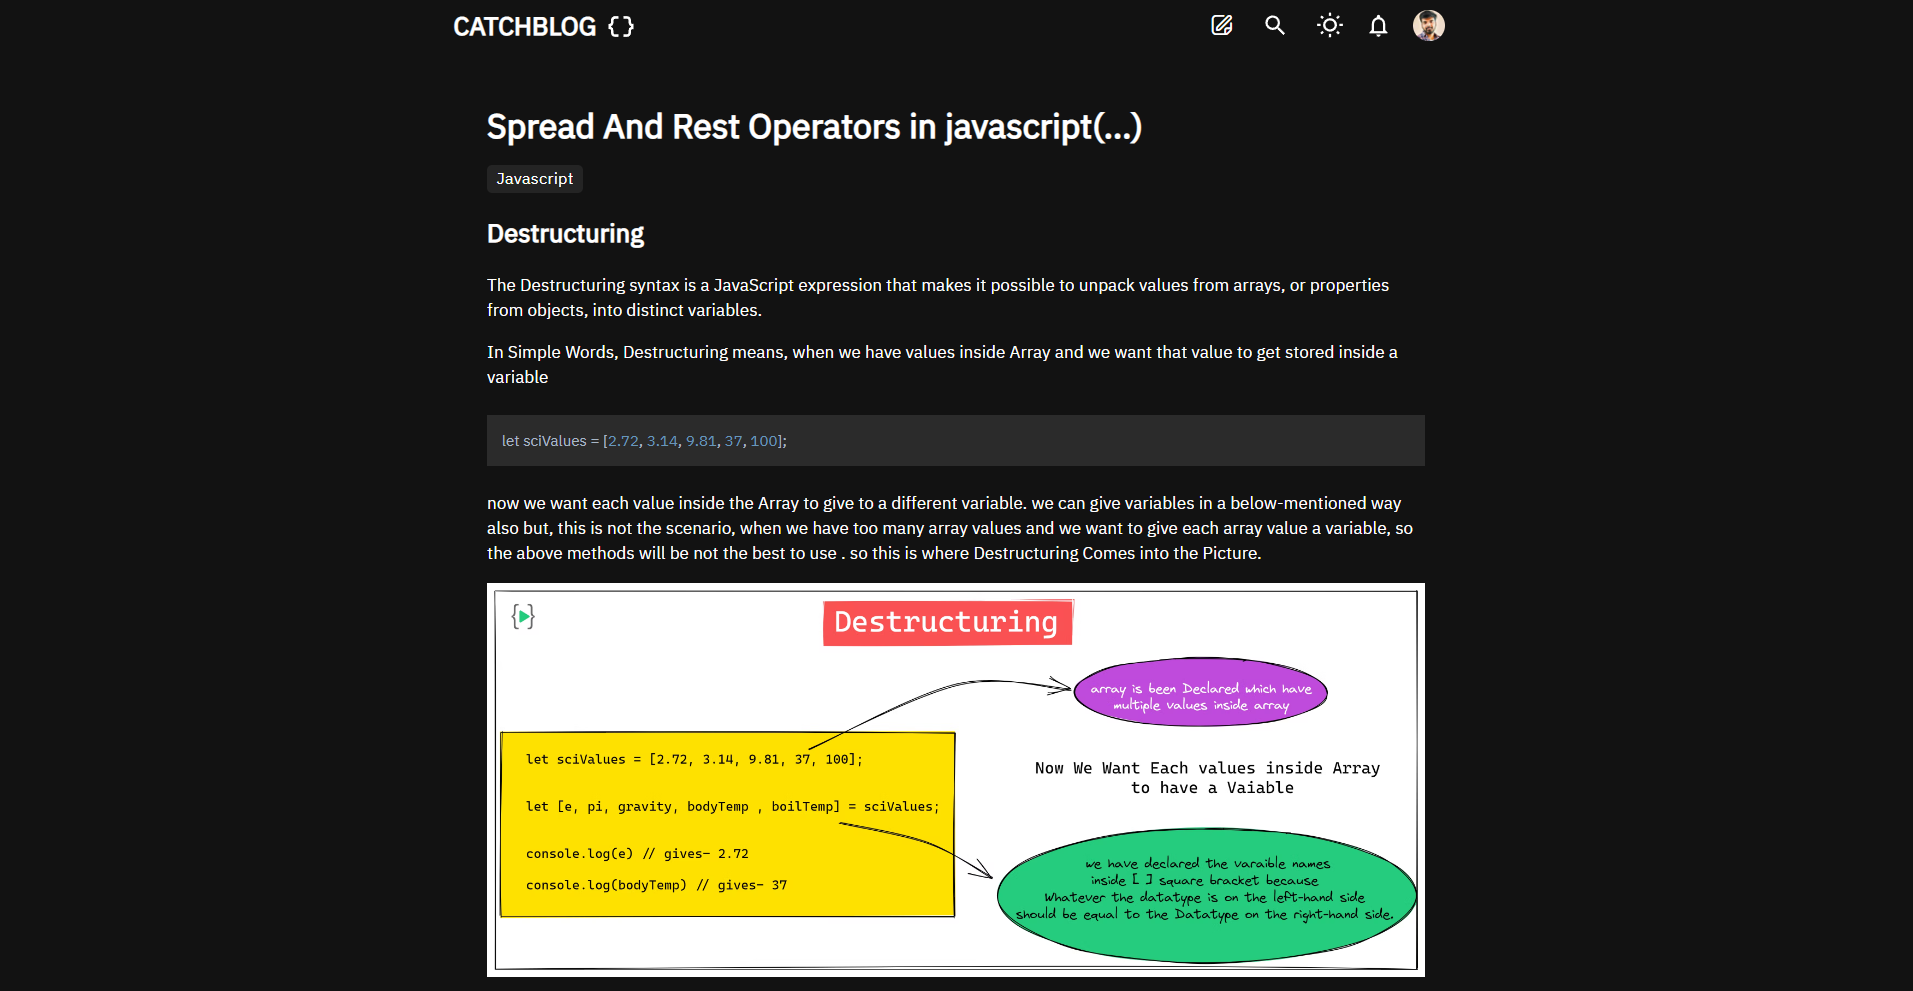 CATCHBLOG {}
Spread And Rest Operators in javascript(...)
Javascript
Destructuring
The Destructuring syntax is a JavaScript expression that makes it possible to unpack values from arrays, or properties
from objects, into distinct variables.
In Simple Words, Destructuring means, when we have values inside Array and we want that value to get stored inside a
variable
let sciValues = [2.72, 3.14, 9.81, 37, 100];
now we want each value inside the Array to give to a different variable. we can give variables in a below-mentioned way
also but, this is not the scenario, when we have too many array values and we want to give each array value a variable, so
the above methods will be not the best to use . so this is where Destructuring Comes into the Picture.
Destructuring
array is been Declared which have
multiple values inside array
let sciValues = [2.72, 3.14, 9.81, 37, 100];
let [e, pi, gravity, bodyTemp , boilTemp] = sciValues;
console.log(e) // gives- 2.72
console.log(bodyTemp) // gives- 37
Now We Want Each values inside Array
to have a Vaiable
we have declared the varaible names
inside [ ] square bracket because
Whatever the datatype is on the left-hand side
should be equal to the Datatype on the right-hand side.